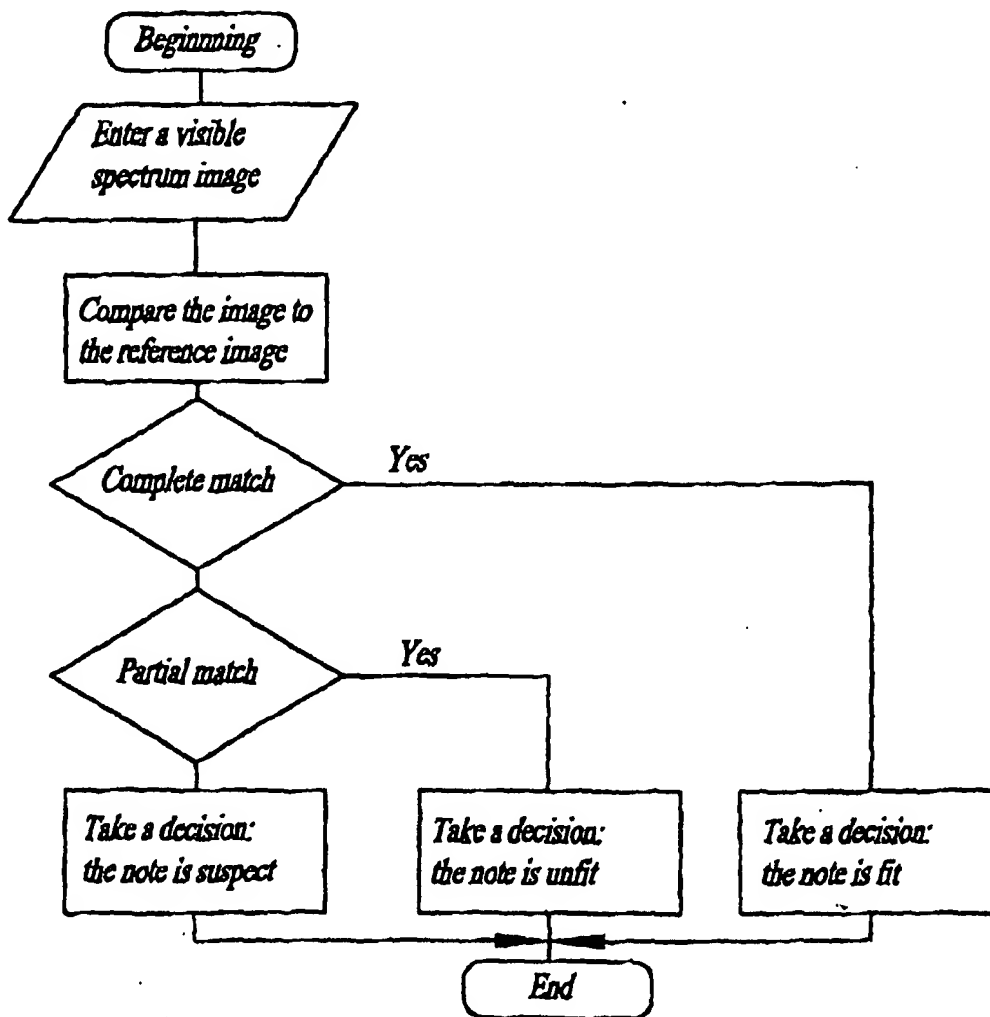 Beginnning
Enter a visible
spectrum image
Compare the image to
the reference image
Complete match
Yes
Partial match
Yes
Take a decision:
the note is suspect
Take a decision:
the note is unfit
Take a decision:
the note is fit
End